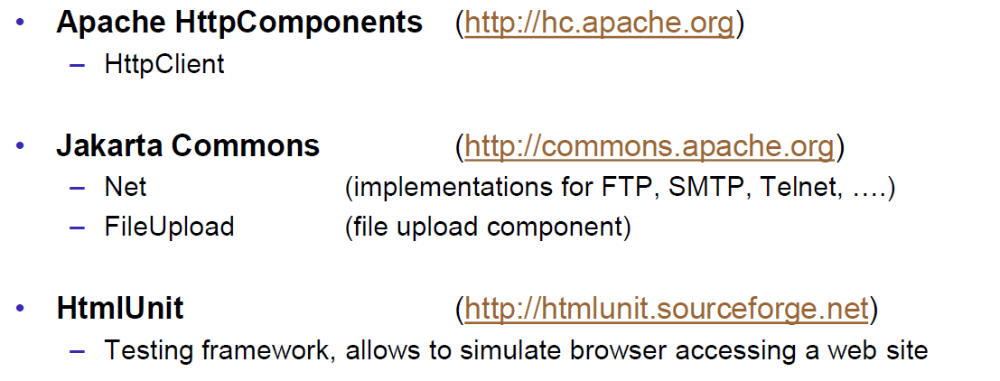 • Apache HttpComponents (http://hc.apache.org)
– HttpClient
• Jakarta Commons (http://commons.apache.org)
– Net (implementations for FTP, SMTP, Telnet, ….)
– FileUpload (file upload component)
• HtmlUnit (http://htmlunit.sourceforge.net)
– Testing framework, allows to simulate browser accessing a web site